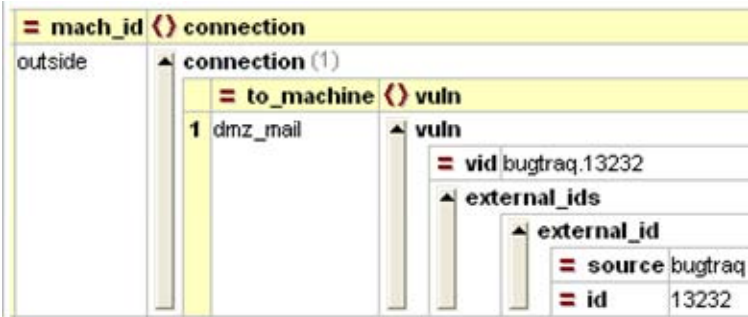 = mach_id <> connection
outside connection (1)
= to_machine <> vuln
1 dmz_mail vuln
= vid bugtraq.13232
external_ids
external_id
= source bugtraq
= id 13232